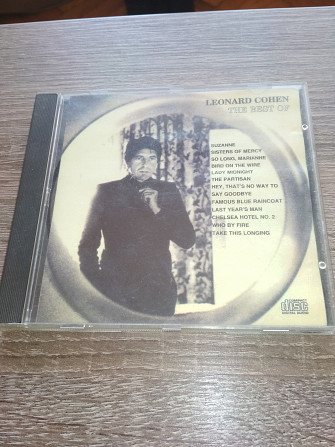 LEONARD COHEN
THE BEST OF
SUZANNE
SISTERS OF MERCY
SO LONG, MARIANNE
BIRD ON THE WIRE
LADY MIDNIGHT
THE PARTISAN
HEY, THAT'S NO WAY TO
SAY GOODBYE
FAMOUS BLUE RAINCOAT
LAST YEAR'S MAN
CHELSEA HOTEL NO. 2
WHO BY FIRE
TAKE THIS LONGING
COMPACT
disc
DIGITAL AUDIO